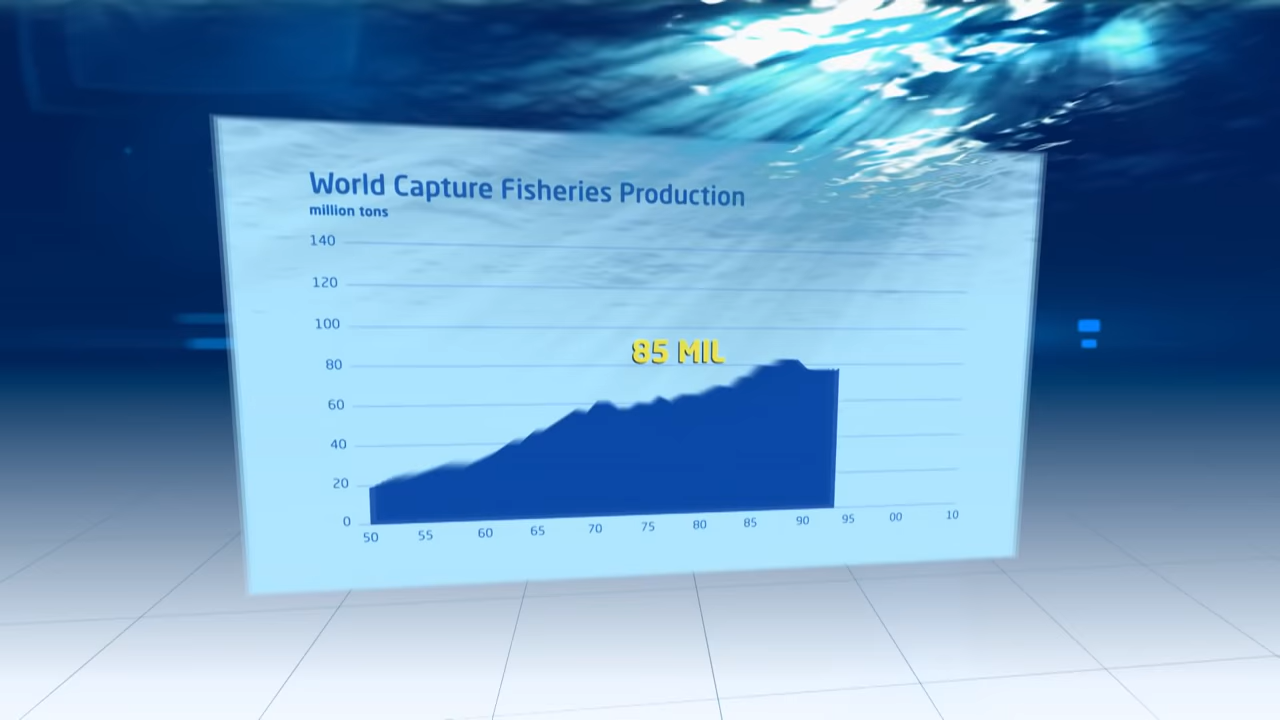 World Capture Fisheries Production
million tons
140
120
100
85 MIL
80
60
40
20
0
50 55 60 65 70 75 80 85 90 95 00 10